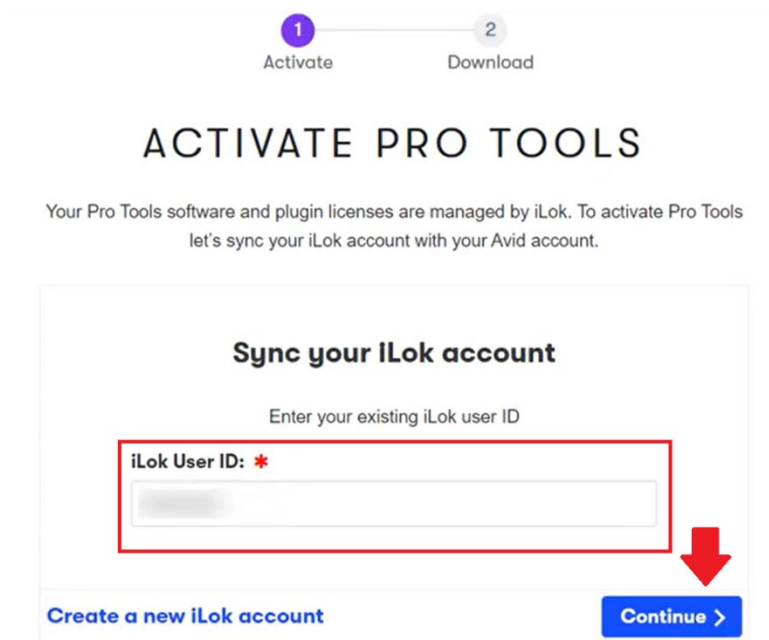 1
2
Activate
Download
ACTIVATE PRO TOOLS
Your Pro Tools software and plugin licenses are managed by iLok. To activate Pro Tools
let's sync your iLok account with your Avid account.
Sync your iLok account
Enter your existing iLok user ID
iLok User ID: *
Create a new iLok account
Continue >